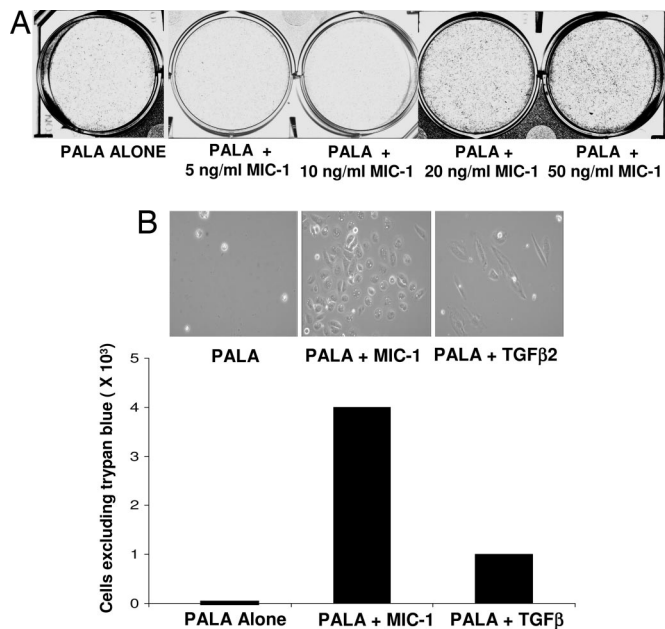 A
PALA ALONE
PALA +
5 ng/ml MIC-1
PALA +
10 ng/ml MIC-1
PALA +
20 ng/ml MIC-1
PALA +
50 ng/ml MIC-1
B
PALA
PALA + MIC-1
PALA + TGFβ2
Cells excluding trypan blue ( X 10³)
5
4
3
2
1
0
PALA Alone
PALA + MIC-1
PALA + TGFβ